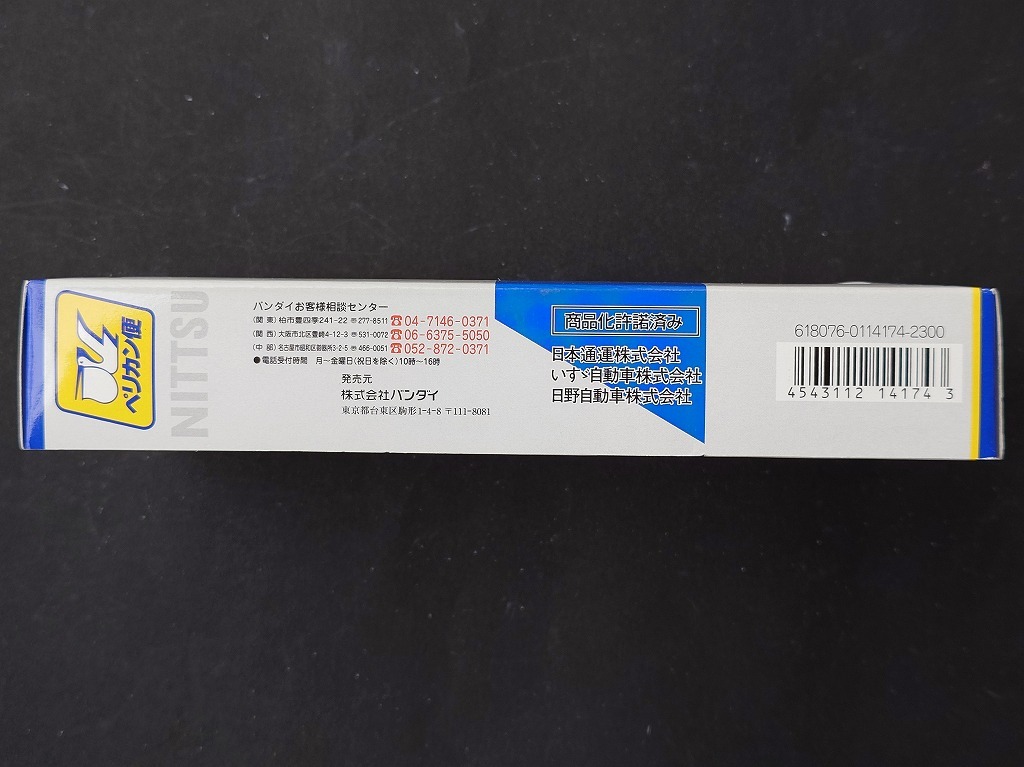 ペリカン便
NITTSU
バンダイお客様相談センター
(関東)柏市豊四季241-22 〒277-8511 ☎04-7146-0371
(関西)大阪市北区豊崎4-12-3 〒531-0072 ☎06-6375-5050
(中部)名古屋市昭和区御器所3-2-5 〒466-0051 ☎052-872-0371
●電話受付時間 月〜金曜日(祝日を除く)10時〜16時
発売元
株式会社バンダイ
東京都台東区駒形1-4-8 〒111-8081
商品化許諾済み
日本通運株式会社
いすゞ自動車株式会社
日野自動車株式会社
618076-0114174-2300
4543112 14174 3